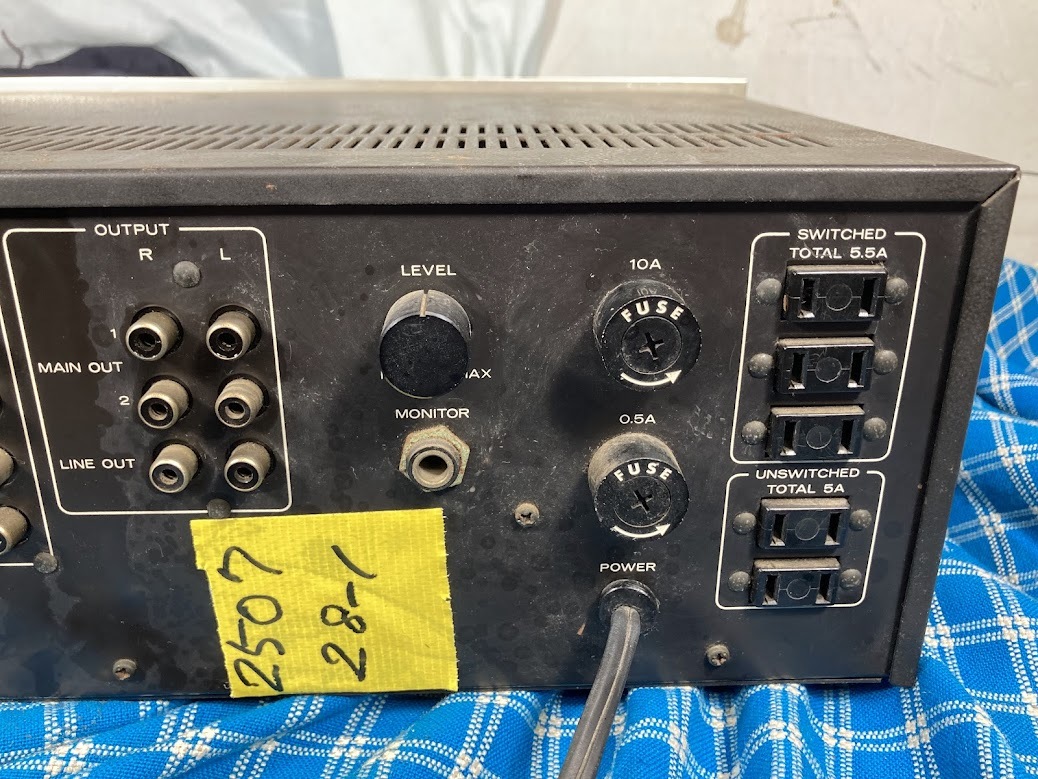 OUTPUT
R L
1
MAIN OUT
2
LINE OUT
LEVEL
MAX
MONITOR
10A
FUSE
0.5A
FUSE
POWER
SWITCHED
TOTAL 5.5A
UNSWITCHED
TOTAL 5A
2507
28-1